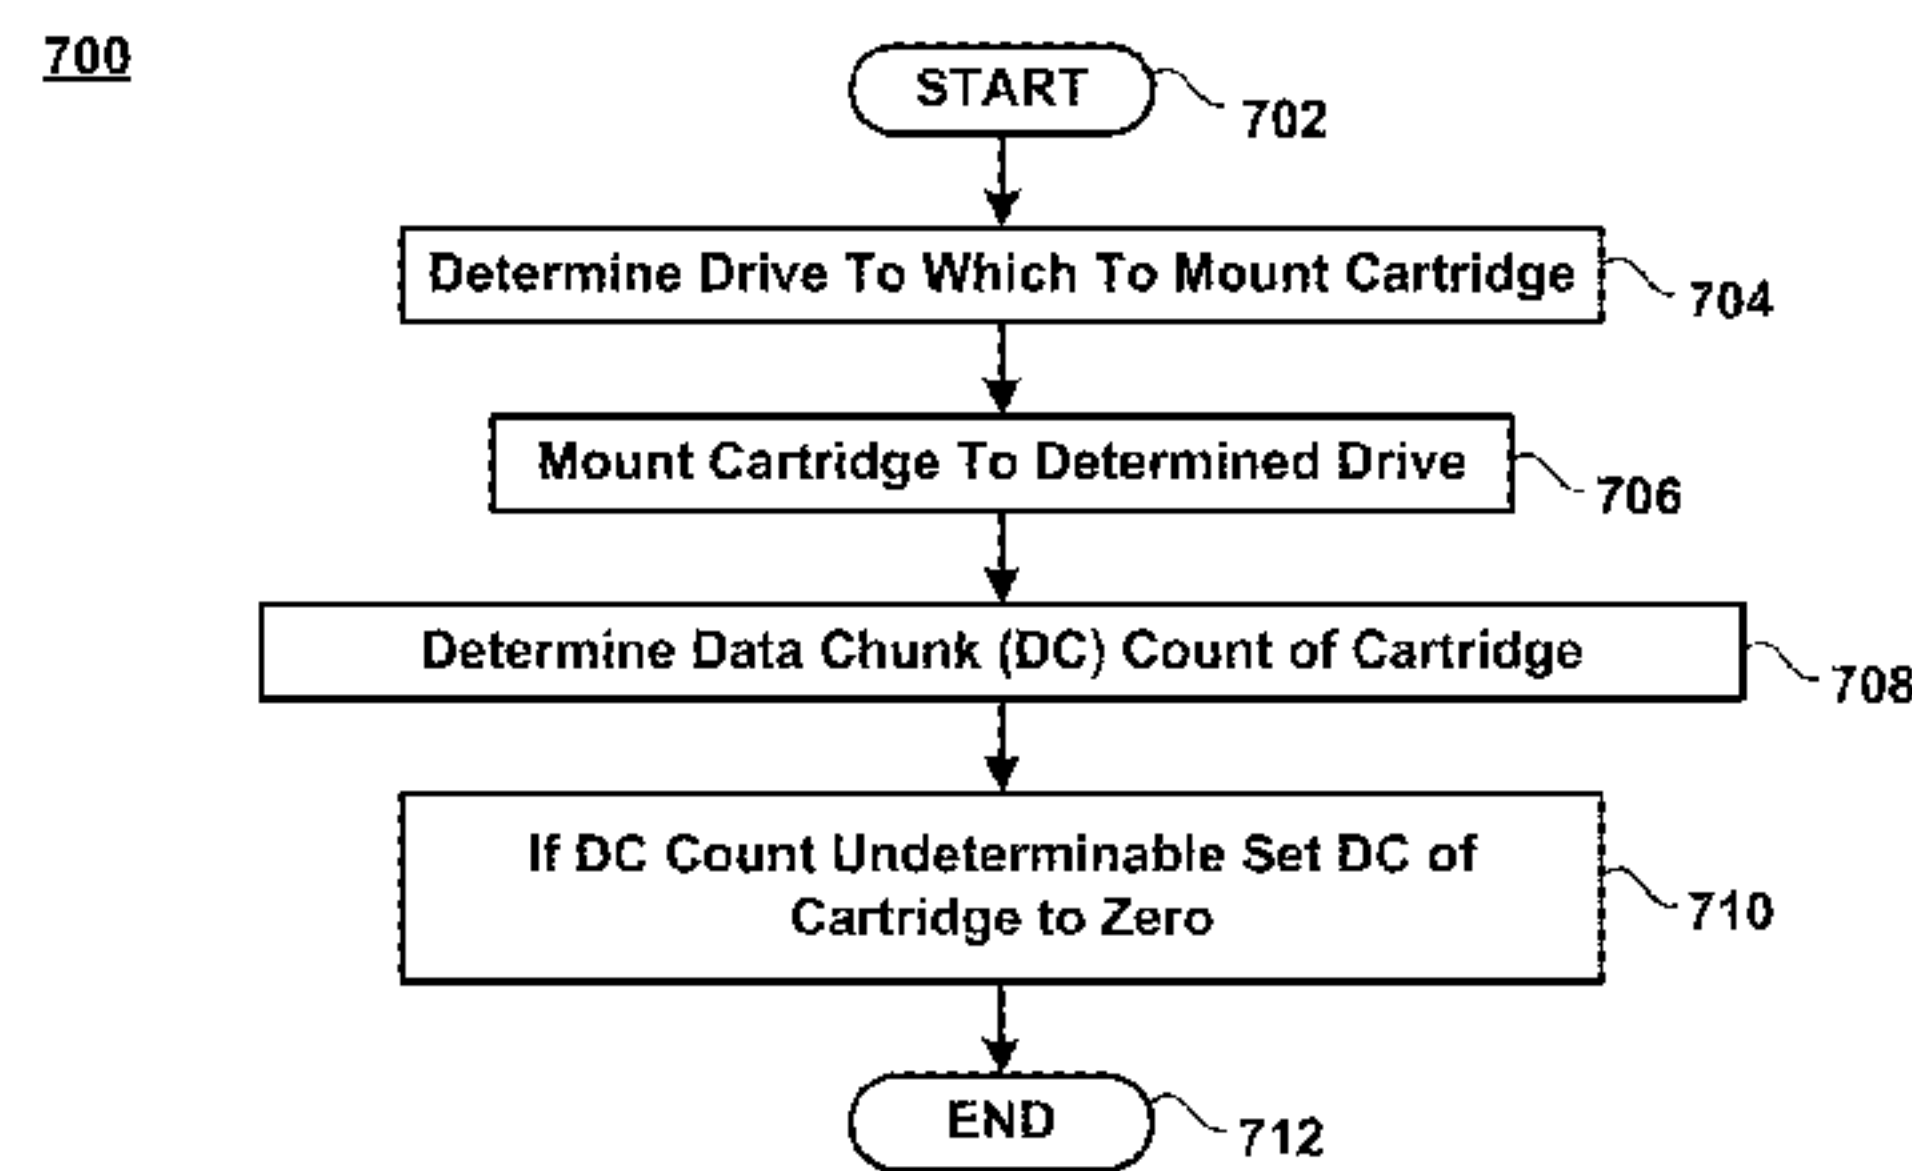 700
START
702
Determine Drive To Which To Mount Cartridge
704
Mount Cartridge To Determined Drive
706
Determine Data Chunk (DC) Count of Cartridge
708
If DC Count Undeterminable Set DC of
Cartridge to Zero
710
END
712